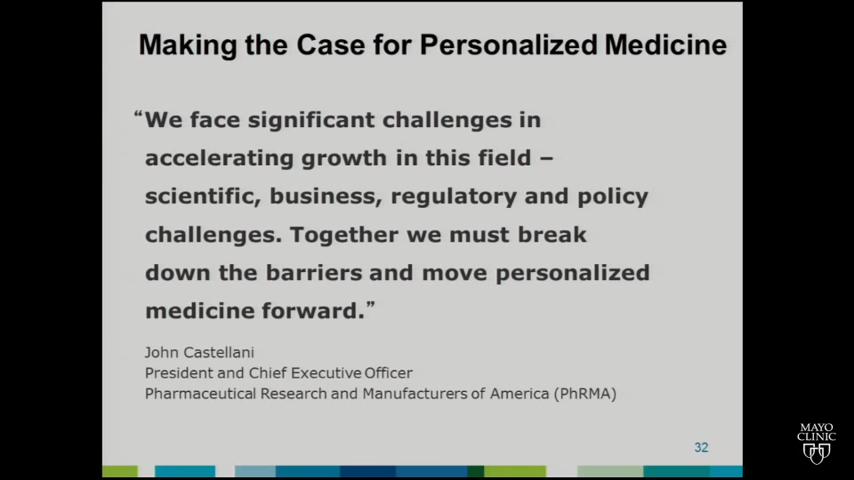 Making the Case for Personalized Medicine
“We face significant challenges in
accelerating growth in this field –
scientific, business, regulatory and policy
challenges. Together we must break
down the barriers and move personalized
medicine forward.”
John Castellani
President and Chief Executive Officer
Pharmaceutical Research and Manufacturers of America (PhRMA)
32
MAYO
CLINIC